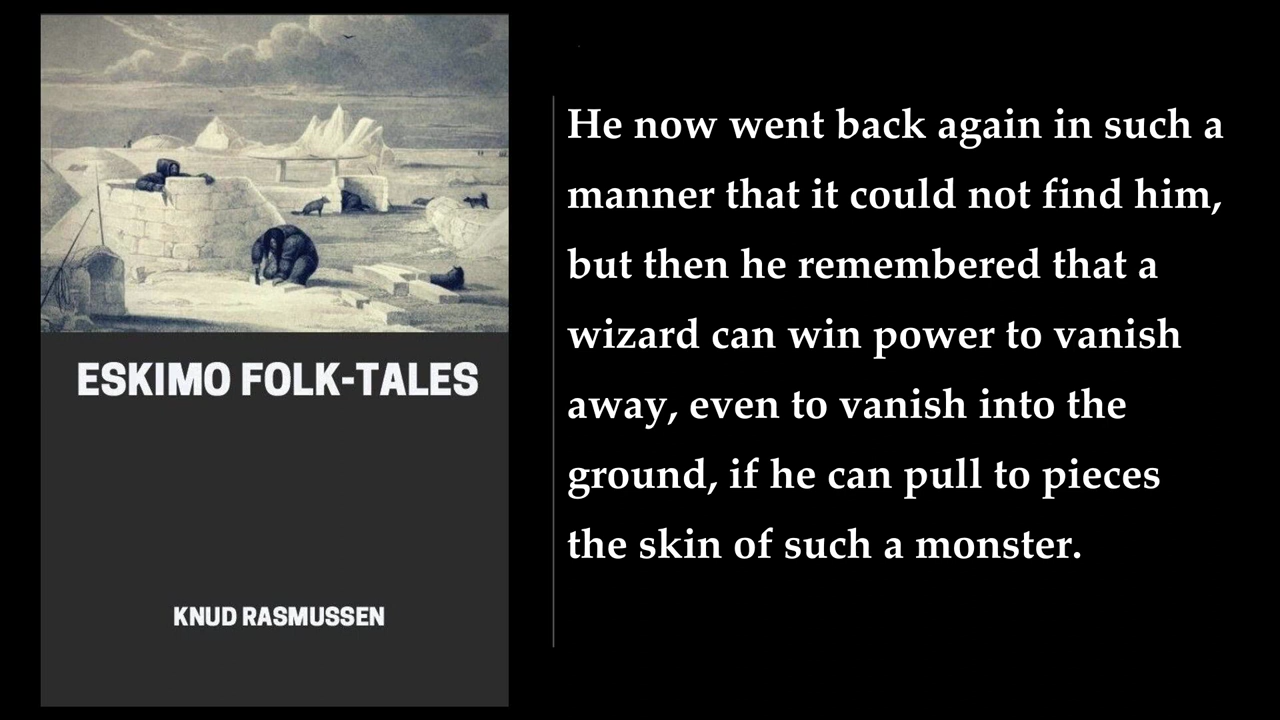 ESKIMO FOLK-TALES
KNUD RASMUSSEN
He now went back again in such a
manner that it could not find him,
but then he remembered that a
wizard can win power to vanish
away, even to vanish into the
ground, if he can pull to pieces
the skin of such a monster.